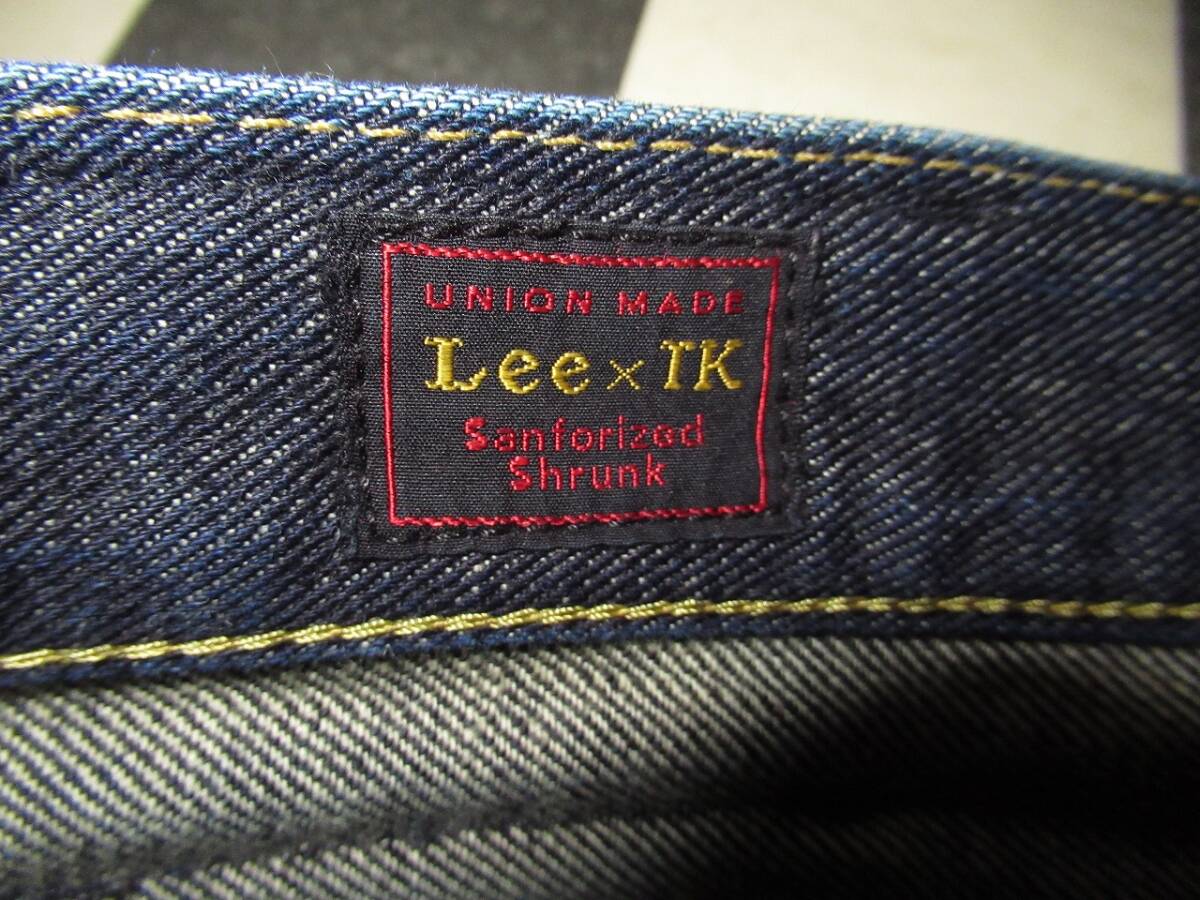 UNION MADE
Lee × TK
Sanforized
Shrunk